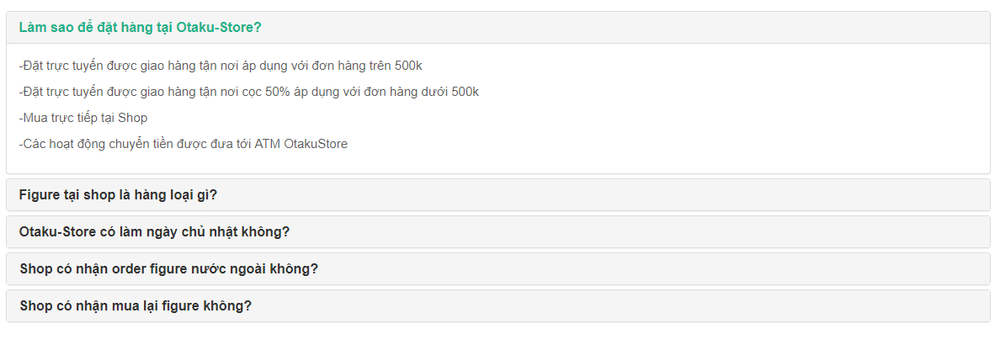 Làm sao để đặt hàng tại Otaku-Store?
-Đặt trực tuyến được giao hàng tận nơi áp dụng với đơn hàng trên 500k
-Đặt trực tuyến được giao hàng tận nơi cọc 50% áp dụng với đơn hàng dưới 500k
-Mua trực tiếp tại Shop
-Các hoạt động chuyển tiền được đưa tới ATM OtakuStore
Figure tại shop là hàng loại gì?
Otaku-Store có làm ngày chủ nhật không?
Shop có nhận order figure nước ngoài không?
Shop có nhận mua lại figure không?